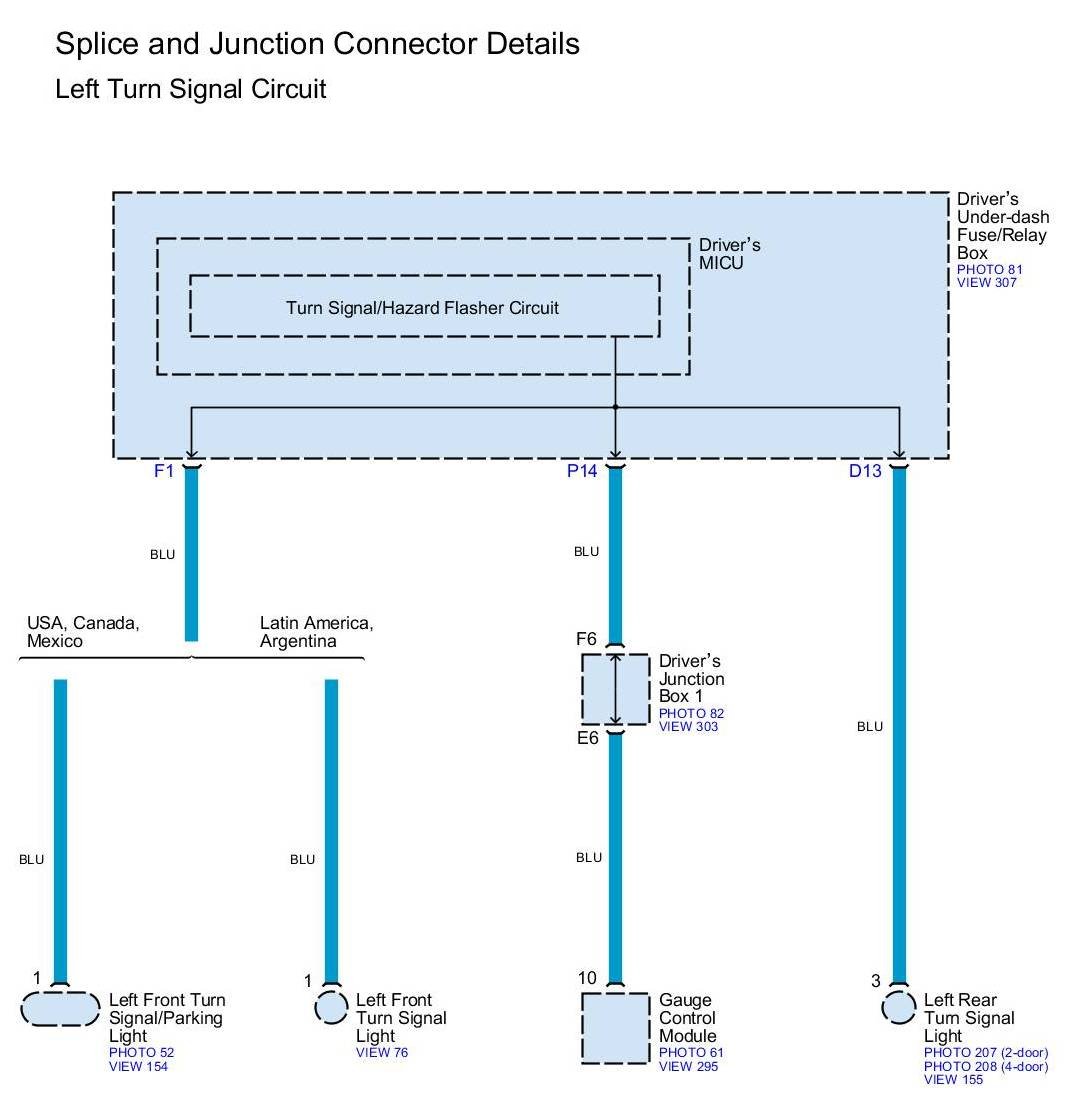 Splice and Junction Connector Details
Left Turn Signal Circuit
Driver's
Under-dash
Fuse/Relay
Box
PHOTO 81
VIEW 307
Driver's
MICU
Turn Signal/Hazard Flasher Circuit
F1
P14
D13
BLU
BLU
USA, Canada,
Mexico
Latin America,
Argentina
F6
Driver's
Junction
Box 1
PHOTO 82
VIEW 303
E6
BLU
BLU
BLU
BLU
1
1
10
3
Left Front Turn
Signal/Parking
Light
PHOTO 52
VIEW 154
Left Front
Turn Signal
Light
VIEW 76
Gauge
Control
Module
PHOTO 61
VIEW 295
Left Rear
Turn Signal
Light
PHOTO 207 (2-door)
PHOTO 208 (4-door)
VIEW 155